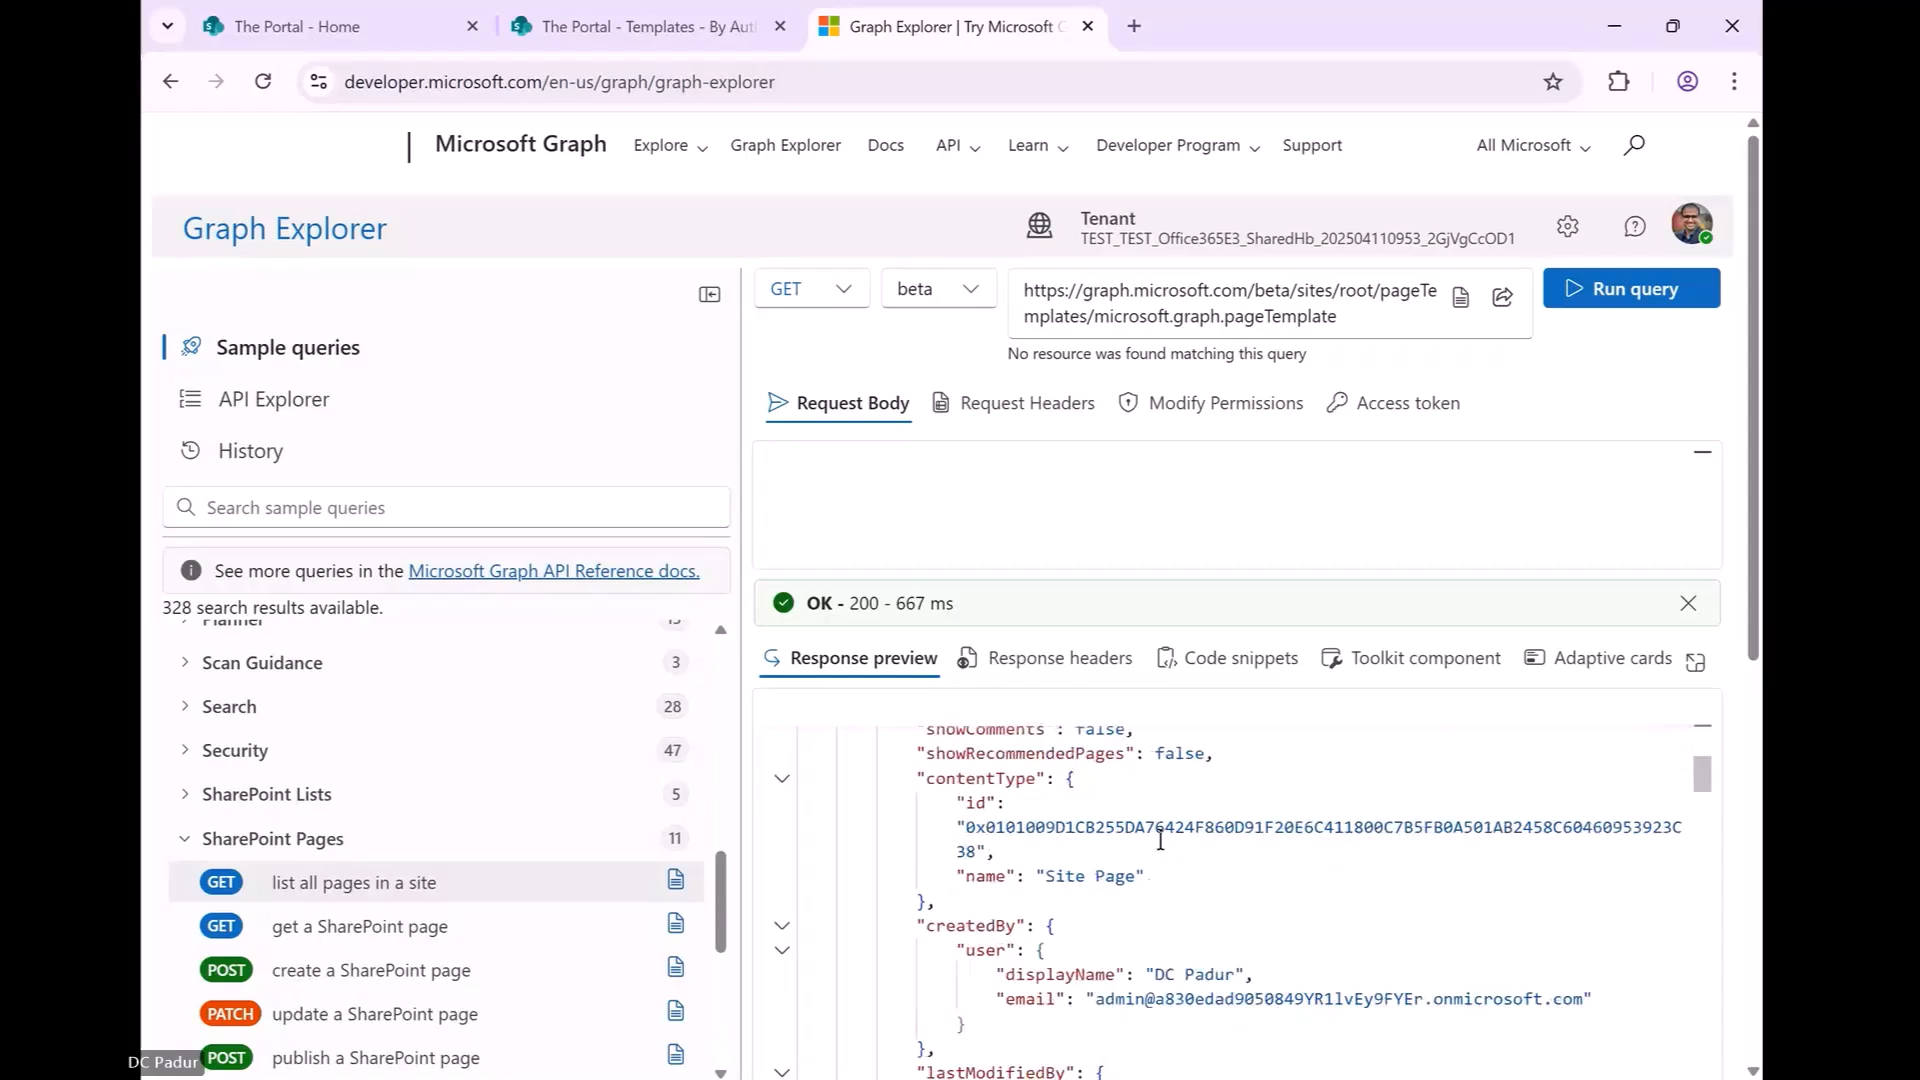 The Portal - Home
The Portal - Templates - By Aut
Graph Explorer | Try Microsoft G
developer.microsoft.com/en-us/graph/graph-explorer
Microsoft Graph
Explore
Graph Explorer
Docs
API
Learn
Developer Program
Support
All Microsoft
Graph Explorer
Tenant
TEST_TEST_Office365E3_SharedHb_202504110953_2GjVgCcOD1
GET
beta
https://graph.microsoft.com/beta/sites/root/pageTe
mplates/microsoft.graph.pageTemplate
Run query
No resource was found matching this query
Sample queries
API Explorer
History
Search sample queries
See more queries in the Microsoft Graph API Reference docs.
328 search results available.
Planner 13
Scan Guidance 3
Search 28
Security 47
SharePoint Lists 5
SharePoint Pages 11
GET list all pages in a site
GET get a SharePoint page
POST create a SharePoint page
PATCH update a SharePoint page
POST publish a SharePoint page
Request Body
Request Headers
Modify Permissions
Access token
OK - 200 - 667 ms
Response preview
Response headers
Code snippets
Toolkit component
Adaptive cards
"showComments": false,
"showRecommendedPages": false,
"contentType": {
"id":
"0x0101009D1CB255DA76424F860D91F20E6C411800C7B5FB0A501AB2458C60460953923C
38",
"name": "Site Page"
},
"createdBy": {
"user": {
"displayName": "DC Padur",
"email": "admin@a830edad9050849YR1lvEy9FYEr.onmicrosoft.com"
}
},
"lastModifiedBy": {
DC Padur